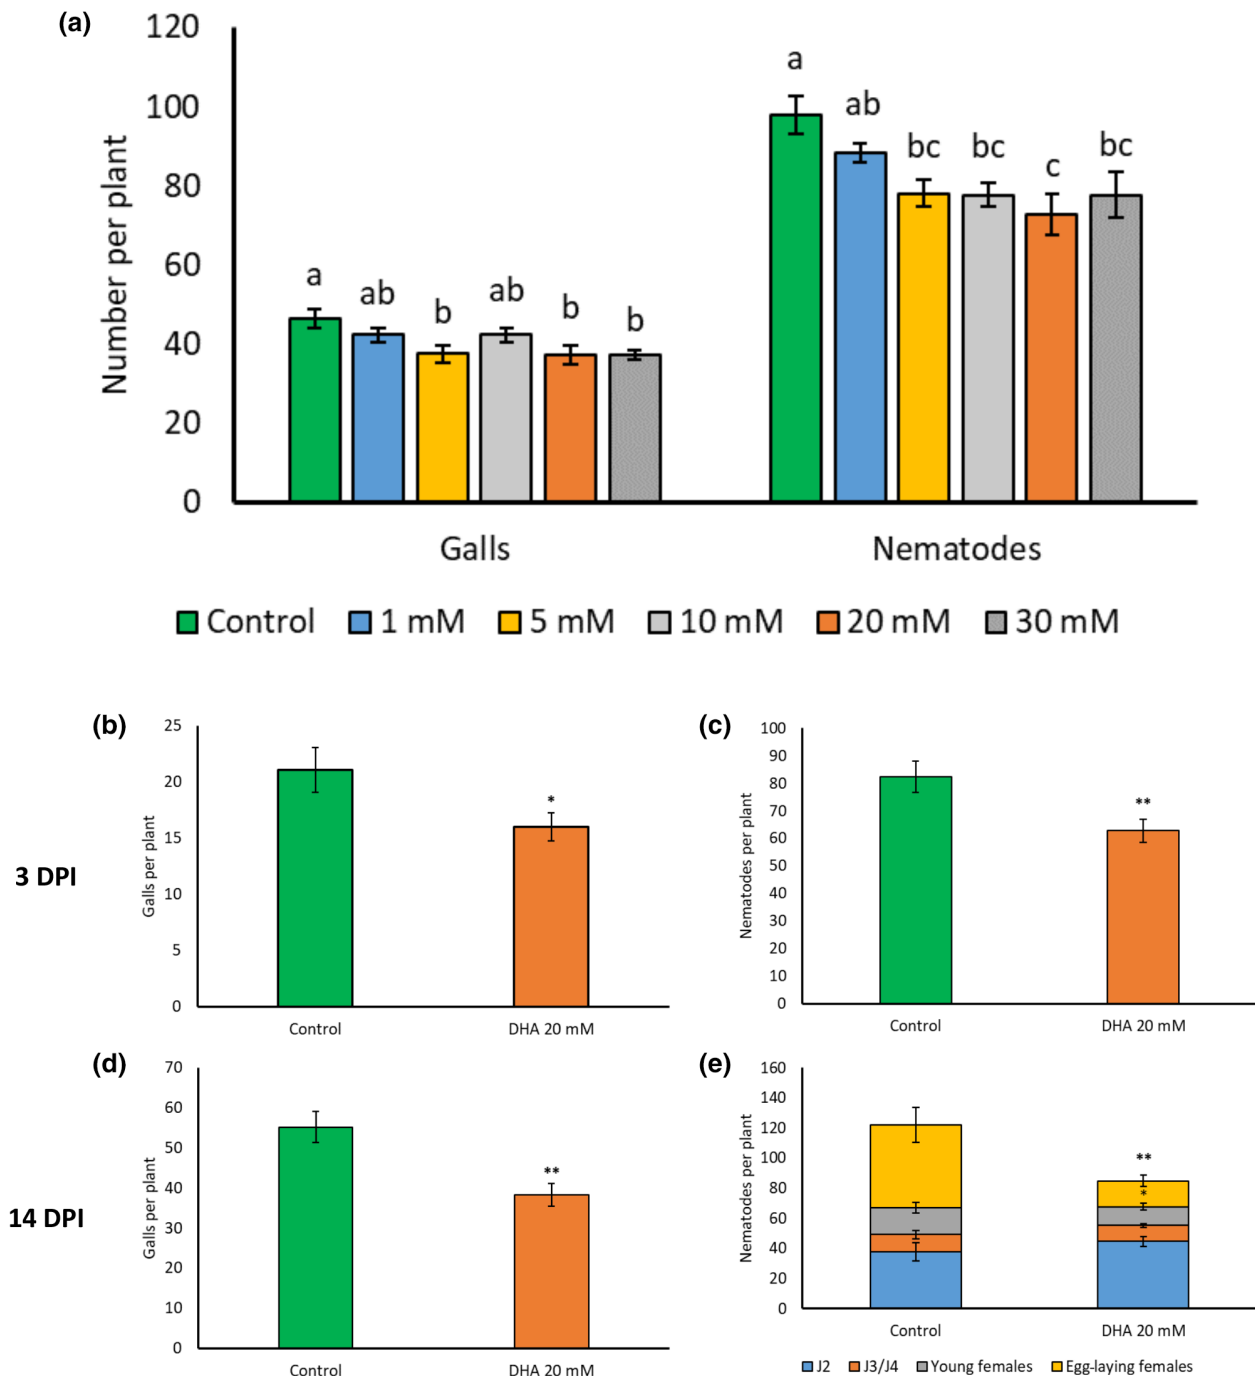 (a)
Number per plant
120
100
80
60
40
20
0
a
ab
b
ab
b
b
a
ab
bc
bc
c
bc
Galls
Nematodes
Control 1 mM 5 mM 10 mM 20 mM 30 mM
3 DPI
(b)
Galls per plant
25
20
15
10
5
0
*
Control
DHA 20 mM
(c)
Nematodes per plant
100
90
80
70
60
50
40
30
20
10
0
**
Control
DHA 20 mM
14 DPI
(d)
Galls per plant
70
60
50
40
30
20
10
0
**
Control
DHA 20 mM
(e)
Nematodes per plant
160
140
120
100
80
60
40
20
0
**
*
Control
DHA 20 mM
J2 J3/J4 Young females Egg-laying females